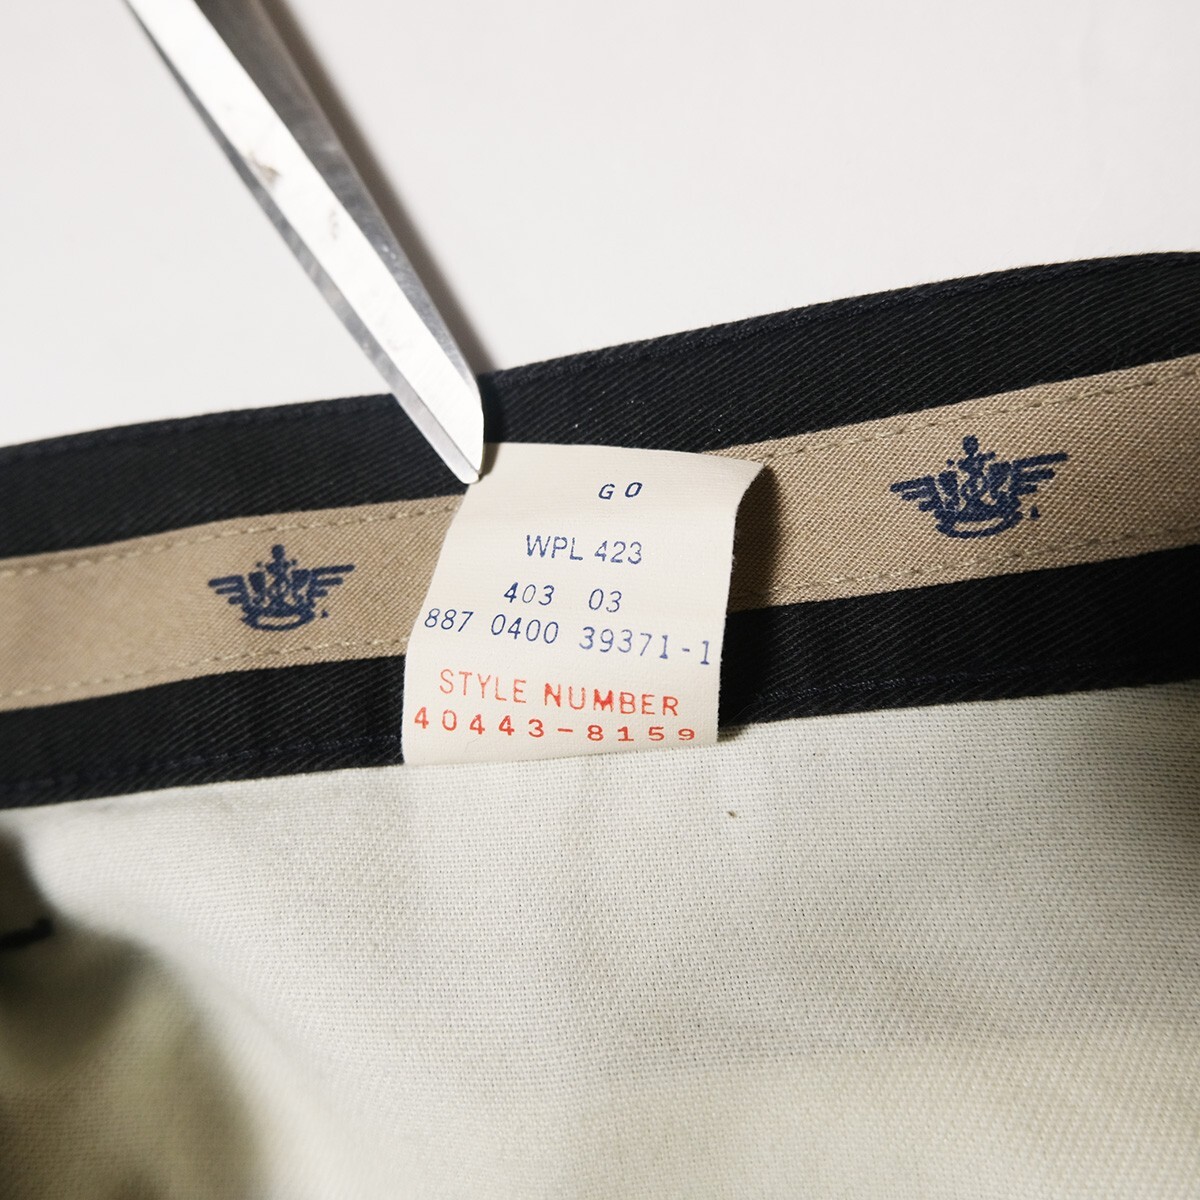 GO
WPL 423
403 03
887 0400 39371-1
STYLE NUMBER
40443-8159